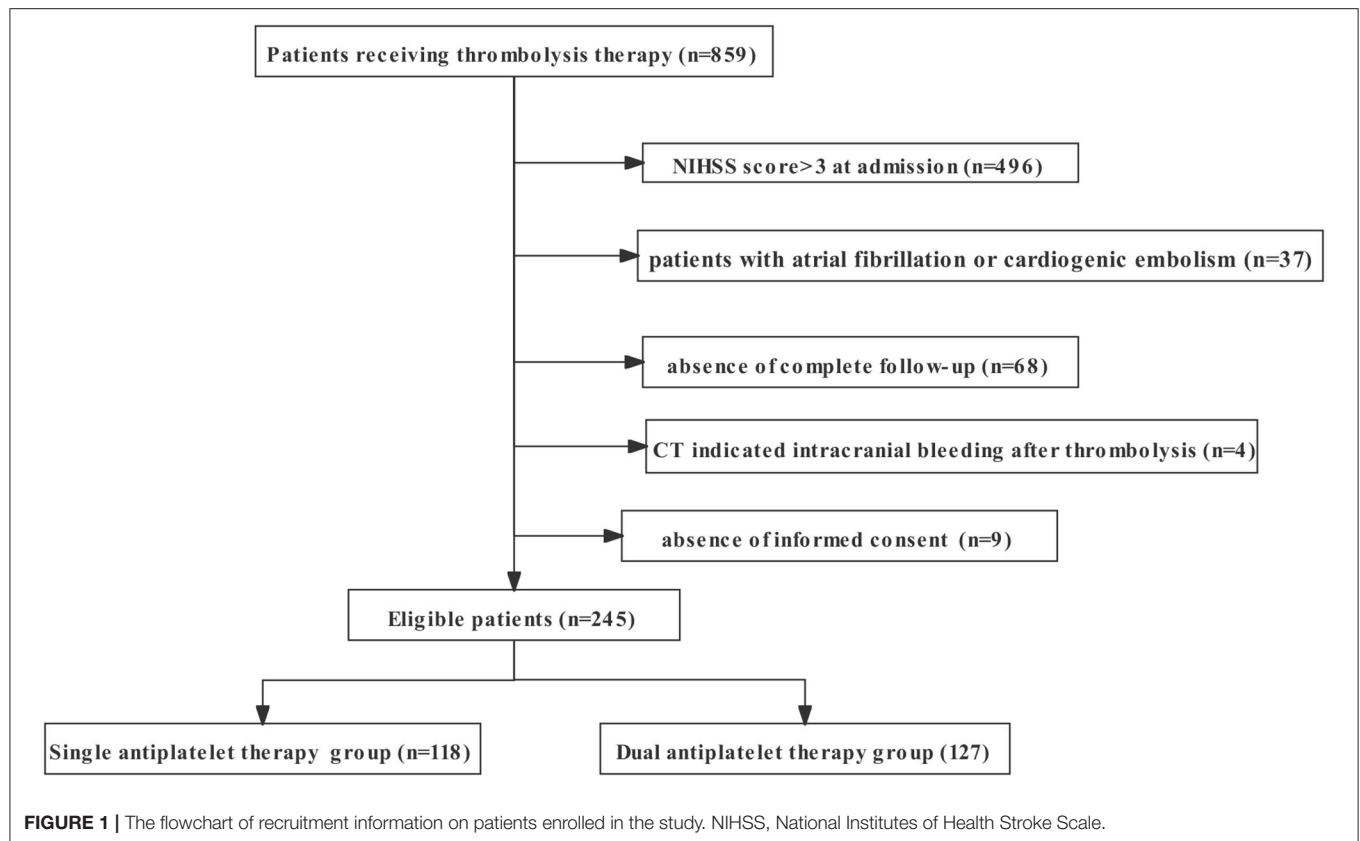 Patients receiving thrombolysis therapy (n=859)
NIHSS score>3 at admission (n=496)
patients with atrial fibrillation or cardiogenic embolism (n=37)
absence of complete follow-up (n=68)
CT indicated intracranial bleeding after thrombolysis (n=4)
absence of informed consent (n=9)
Eligible patients (n=245)
Single antiplatelet therapy group (n=118)
Dual antiplatelet therapy group (127)
FIGURE 1 | The flowchart of recruitment information on patients enrolled in the study. NIHSS, National Institutes of Health Stroke Scale.